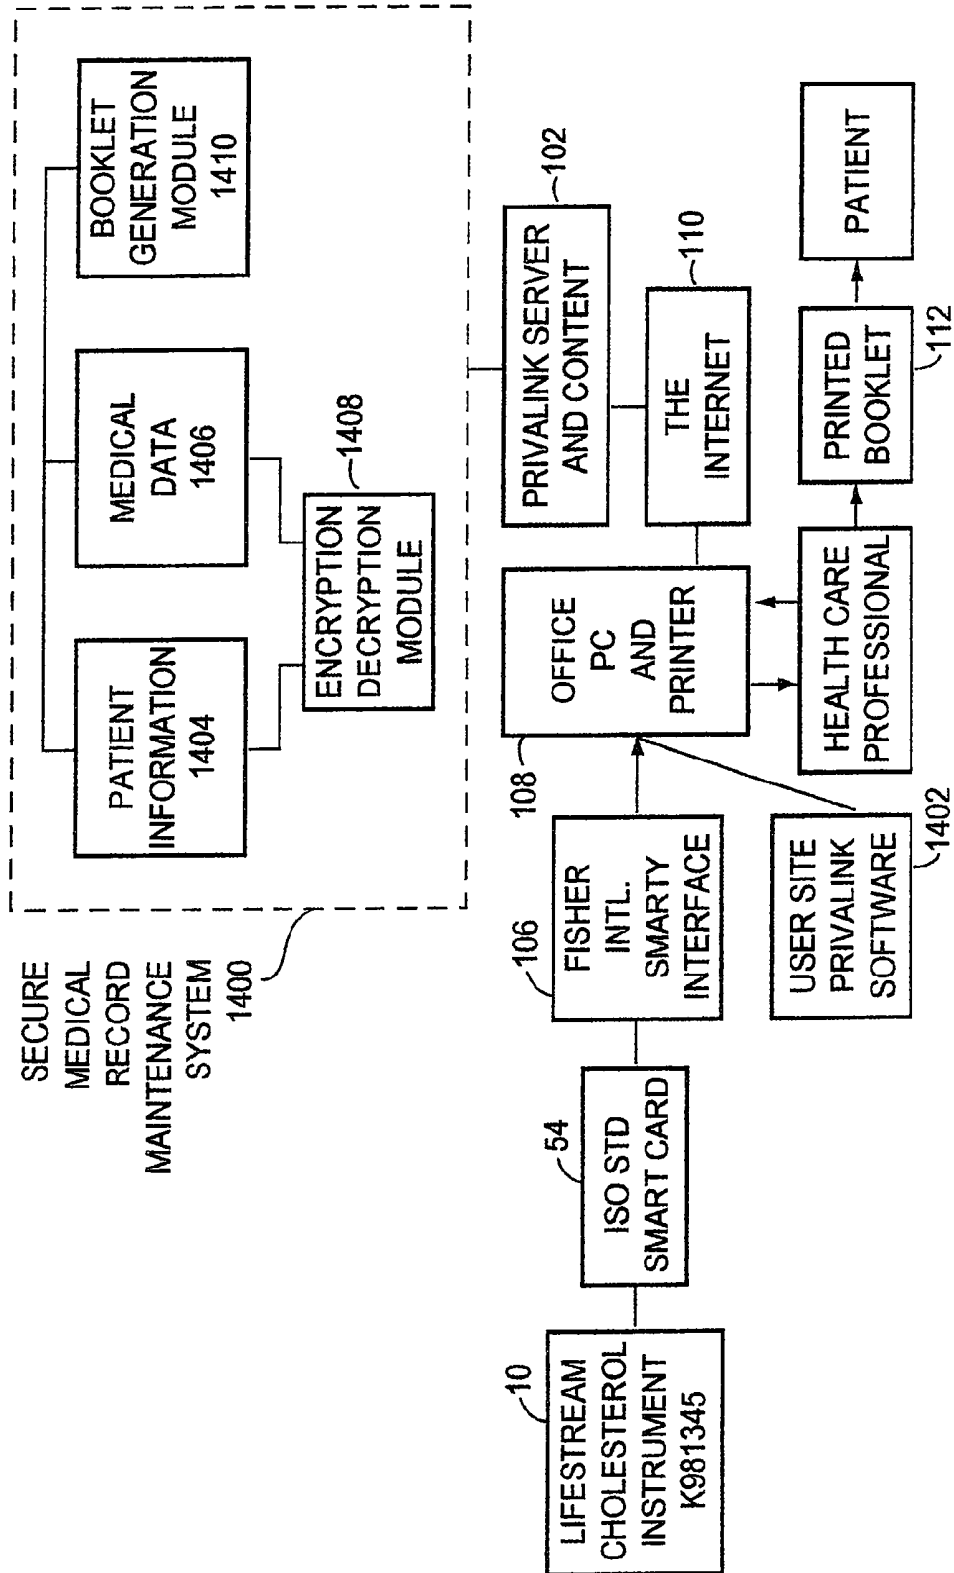 SECURE
MEDICAL
RECORD
MAINTENANCE
SYSTEM
1400
PATIENT
INFORMATION
1404
MEDICAL
DATA
1406
BOOKLET
GENERATION
MODULE
1410
ENCRYPTION
DECRYPTION
MODULE
1408
PRIVALINK SERVER
AND CONTENT
102
THE
INTERNET
110
10
LIFESTREAM
CHOLESTEROL
INSTRUMENT
K981345
54
ISO STD
SMART CARD
106
FISHER
INTL.
SMARTY
INTERFACE
108
OFFICE
PC
AND
PRINTER
USER SITE
PRIVALINK
SOFTWARE
1402
HEALTH CARE
PROFESSIONAL
PRINTED
BOOKLET
112
PATIENT